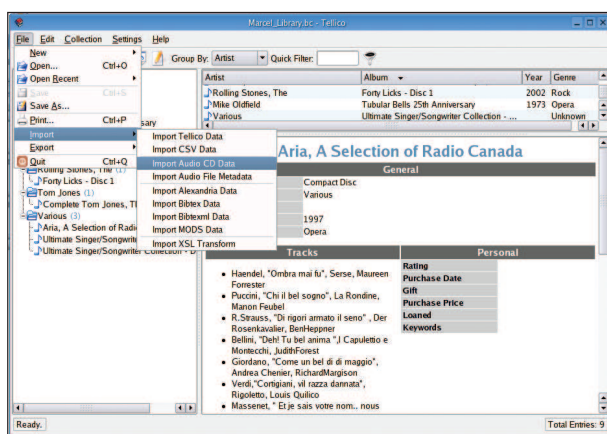 Marcel_Library.bc - Tellico
File Edit Collection Settings Help
Group By: Artist Quick Filter:
New
Open... Ctrl+O
Open Recent
Save Ctrl+S
Save As...
Print... Ctrl+P
Import
Export
Quit Ctrl+Q
Import Tellico Data
Import CSV Data
Import Audio CD Data
Import Audio File Metadata
Import Alexandria Data
Import Bibtex Data
Import Bibtexml Data
Import MODS Data
Import XSL Transform
Rolling Stones, The (1)
Forty Licks - Disc 1
Tom Jones (1)
Complete Tom Jones, T
Various (3)
Aria, A Selection of Radi
Ultimate Singer/Songwrite
Ultimate Singer/Songwriter Collection - D
Artist Album Year Genre
Rolling Stones, The Forty Licks - Disc 1 2002 Rock
Mike Oldfield Tubular Bells 25th Anniversary 1973 Opera
Various Ultimate Singer/Songwriter Collection - ... Unknown
Aria, A Selection of Radio Canada
General
Compact Disc
Various
1997
Opera
Tracks
Haendel, "Ombra mai fu", Serse, Maureen
Forrester
Puccini, "Chi il bel sogno", La Rondine,
Manon Feubel
R.Strauss, "Di rigori armato il seno" , Der
Rosenkavalier, BenHeppner
Bellini, "Deh! Tu bel anima ",I Capulettio e
Montecchi, JudithForest
Giordano, "Come un bel di di maggio",
Andrea Chenier, RichardMargison
Verdi,"Cortigiani, vil razza dannata",
Rigoletto, Louis Quilico
Massenet, " Et je sais votre nom.. nous
Personal
Rating
Purchase Date
Gift
Purchase Price
Loaned
Keywords
Ready.
Total Entries: 9